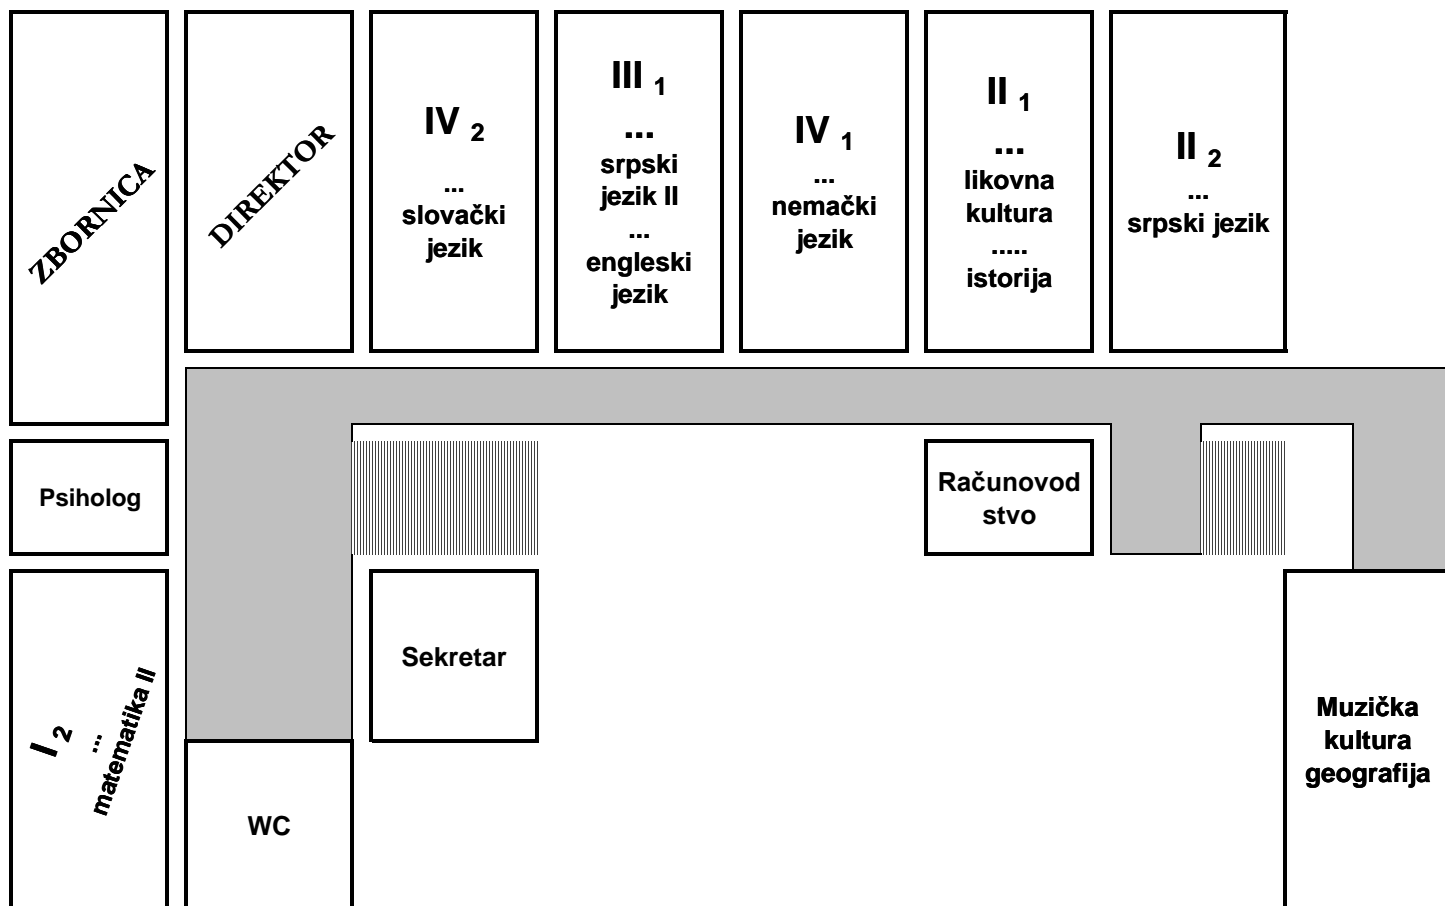 ZBORNICA
DIREKTOR
IV 2
...
slovački
jezik
III 1
...
srpski
jezik II
...
engleski
jezik
IV 1
...
nemački
jezik
II 1
...
likovna
kultura
.....
istorija
II 2
...
srpski jezik
Psiholog
Računovod
stvo
I 2
...
matematika II
Sekretar
WC
Muzička
kultura
geografija